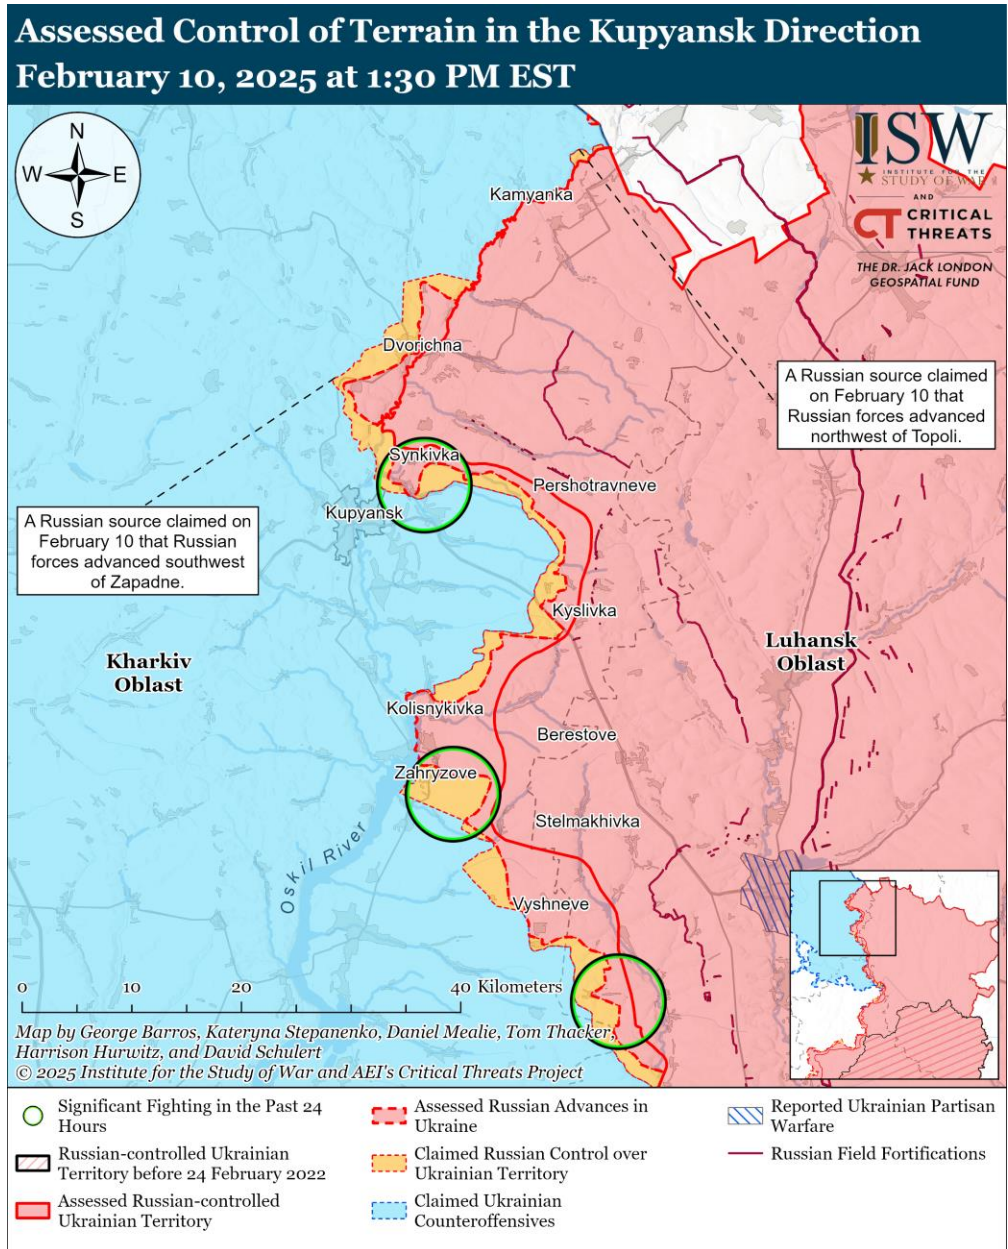 Assessed Control of Terrain in the Kupyansk Direction
February 10, 2025 at 1:30 PM EST
N
W
E
S
ISW
INSTITUTE FOR THE
STUDY OF WAR
AND
CT CRITICAL
THREATS
THE DR. JACK LONDON
GEOSPATIAL FUND
Kamyanka
Dvorichna
A Russian source claimed
on February 10 that
Russian forces advanced
northwest of Topoli.
Synkivka
Pershotravneve
Kupyansk
A Russian source claimed on
February 10 that Russian
forces advanced southwest
of Zapadne.
Kyslivka
Kharkiv
Oblast
Luhansk
Oblast
Kolisnykivka
Berestove
Zahryzove
Stelmakhivka
Oskil River
Vyshneve
0
10
20
40 Kilometers
Map by George Barros, Kateryna Stepanenko, Daniel Mealie, Tom Thacker,
Harrison Hurwitz, and David Schulert
© 2025 Institute for the Study of War and AEI's Critical Threats Project
Significant Fighting in the Past 24
Hours
Russian-controlled Ukrainian
Territory before 24 February 2022
Assessed Russian-controlled
Ukrainian Territory
Assessed Russian Advances in
Ukraine
Claimed Russian Control over
Ukrainian Territory
Claimed Ukrainian
Counteroffensives
Reported Ukrainian Partisan
Warfare
Russian Field Fortifications